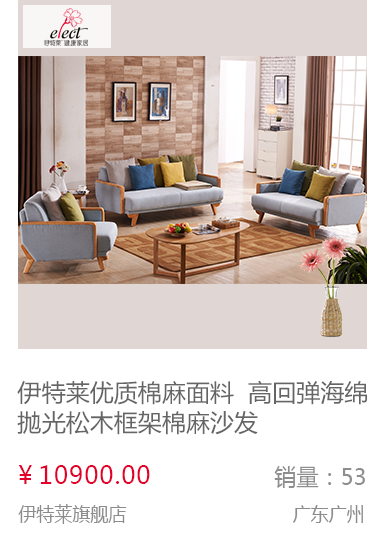 elect
伊特莱 健康家居
伊特莱优质棉麻面料 高回弹海绵
抛光松木框架棉麻沙发
¥ 10900.00
销量：53
伊特莱旗舰店
广东广州